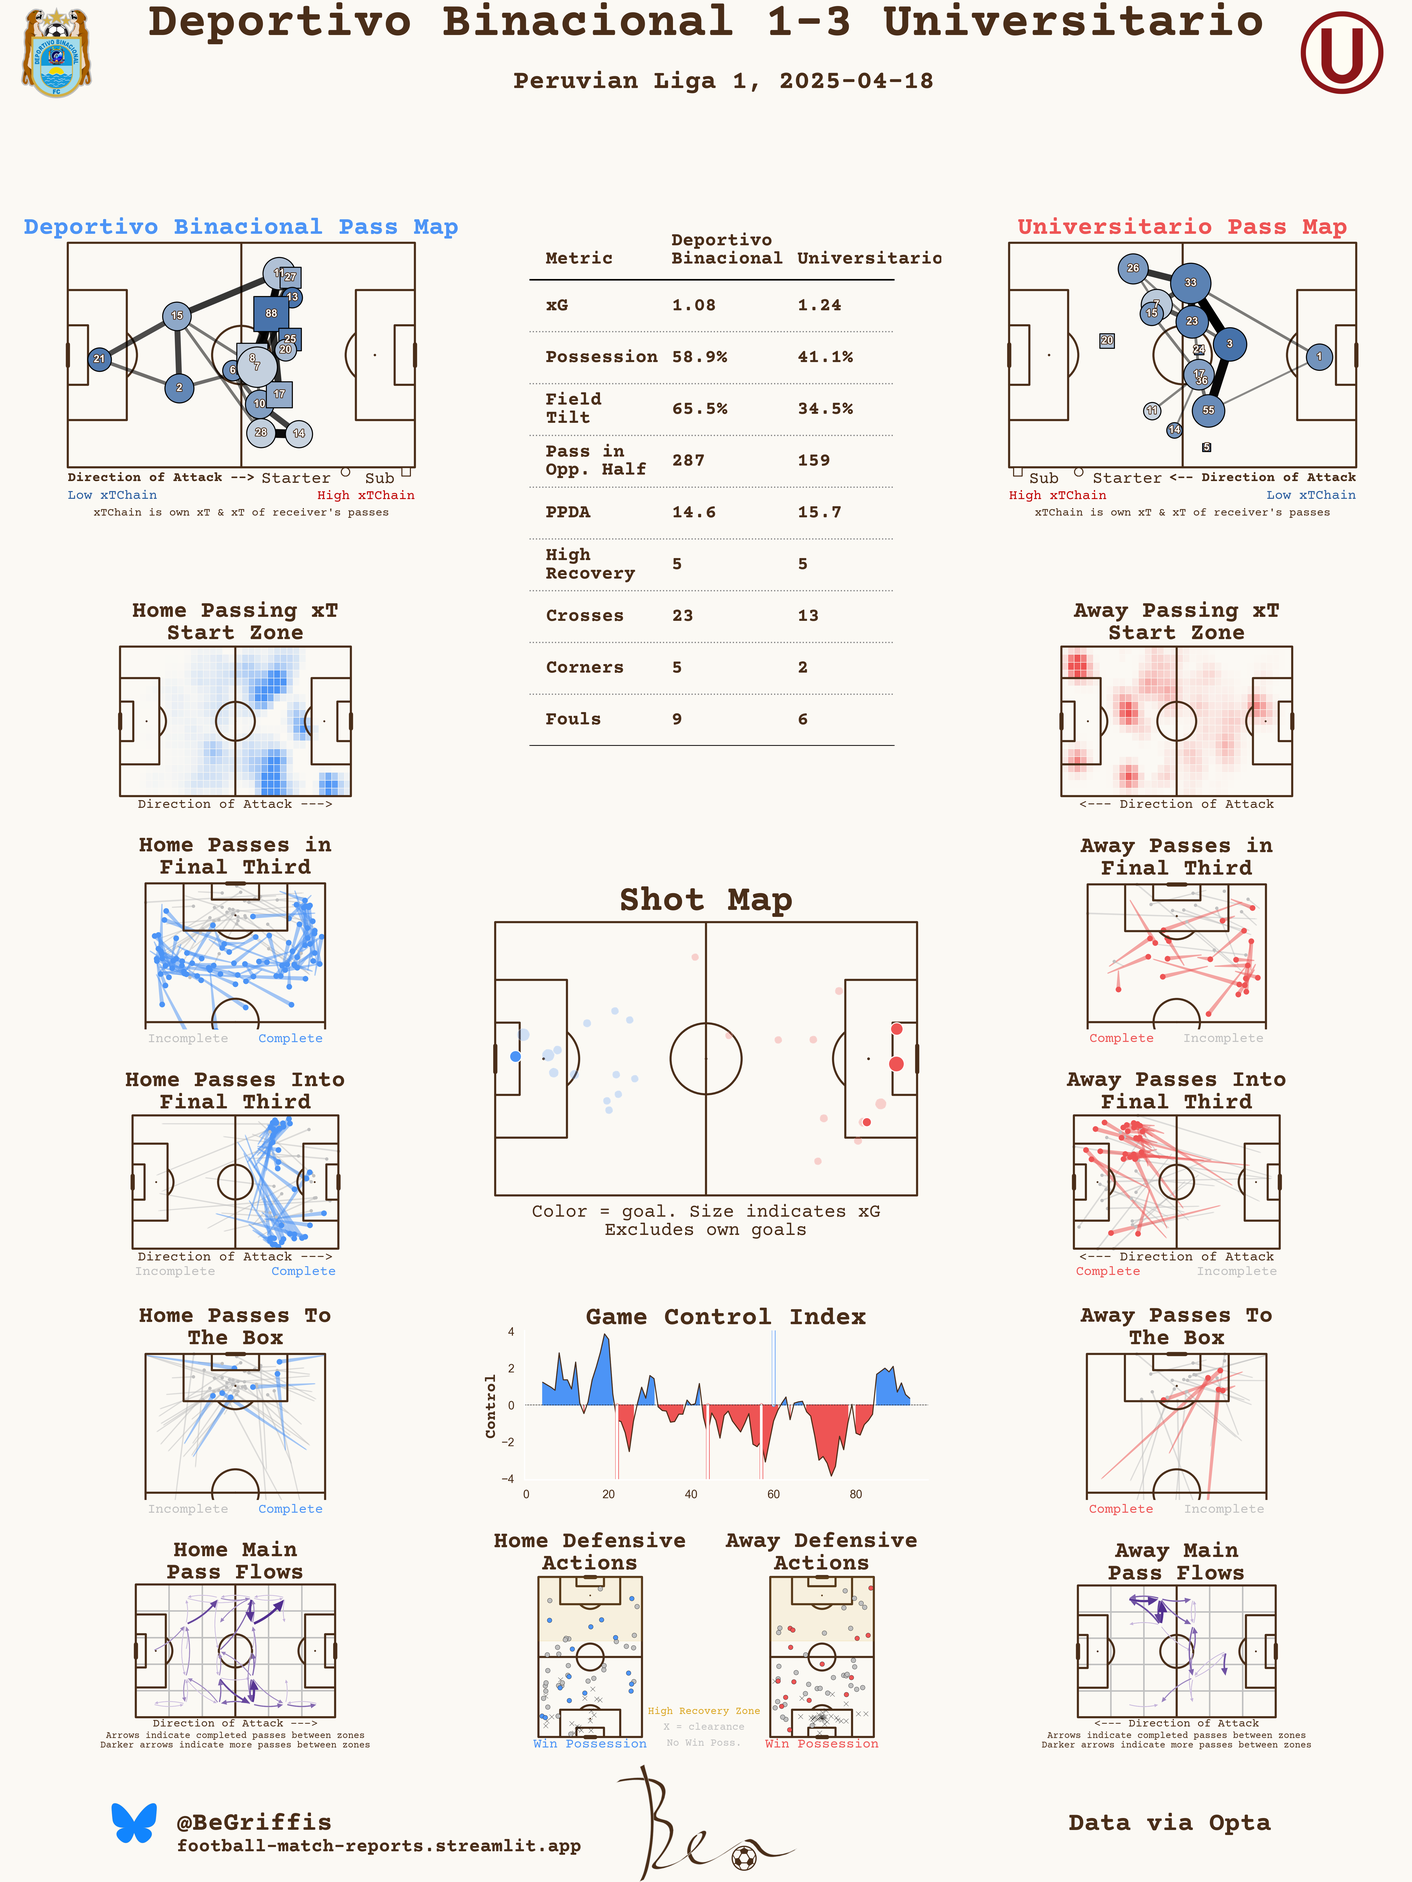 Deportivo Binacional 1-3 Universitario
Peruvian Liga 1, 2025-04-18
DEPORTIVO BINACIONAL
FC
U
Deportivo Binacional Pass Map
11
27
13
15
88
25
20
21
8
7
6
2
17
10
28
14
Direction of Attack --> Starter Sub
Low xTChain High xTChain
xTChain is own xT & xT of receiver's passes
Metric Deportivo Binacional Universitario
xG 1.08 1.24
Possession 58.9% 41.1%
Field Tilt 65.5% 34.5%
Pass in Opp. Half 287 159
PPDA 14.6 15.7
High Recovery 5 5
Crosses 23 13
Corners 5 2
Fouls 9 6
Universitario Pass Map
26
33
7
15
23
20
24
3
1
17
36
11
55
14
5
Sub Starter <-- Direction of Attack
High xTChain Low xTChain
xTChain is own xT & xT of receiver's passes
Home Passing xT
Start Zone
Direction of Attack --->
Away Passing xT
Start Zone
<--- Direction of Attack
Home Passes in
Final Third
Incomplete Complete
Away Passes in
Final Third
Complete Incomplete
Shot Map
Color = goal. Size indicates xG
Excludes own goals
Home Passes Into
Final Third
Direction of Attack --->
Incomplete Complete
Away Passes Into
Final Third
<--- Direction of Attack
Complete Incomplete
Home Passes To
The Box
Incomplete Complete
Game Control Index
Control
4
2
0
−2
−4
0 20 40 60 80
Away Passes To
The Box
Complete Incomplete
Home Main
Pass Flows
Direction of Attack --->
Arrows indicate completed passes between zones
Darker arrows indicate more passes between zones
Home Defensive
Actions
Win Possession
High Recovery Zone
X = clearance
No Win Poss.
Away Defensive
Actions
Win Possession
Away Main
Pass Flows
<--- Direction of Attack
Arrows indicate completed passes between zones
Darker arrows indicate more passes between zones
@BeGriffis
football-match-reports.streamlit.app
Ben
Data via Opta